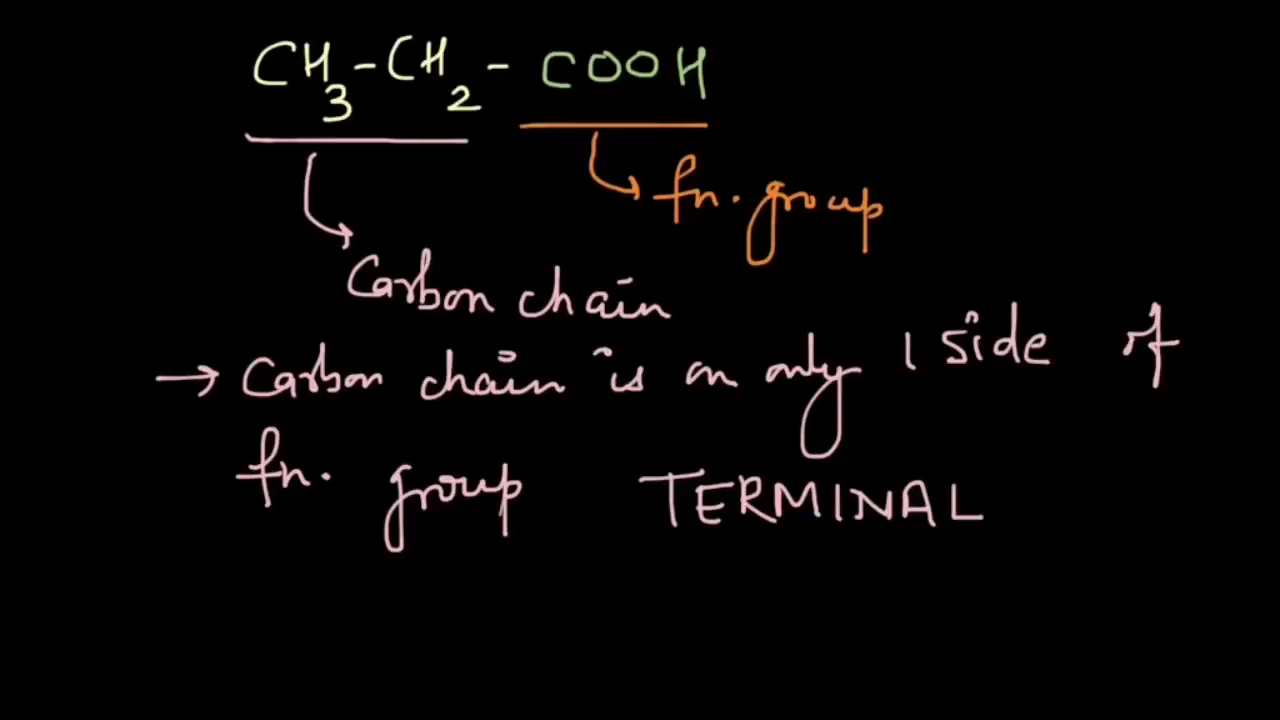 CH₃-CH₂-COOH
fn. group
Carbon chain
→ Carbon chain is on only 1 side of
fn. group TERMINAL